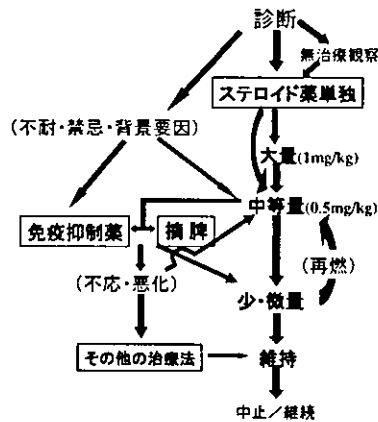 診断
無治療観察
ステロイド薬単独
(不耐・禁忌・背景要因)
大量(1mg/kg)
中等量(0.5mg/kg)
免疫抑制薬
摘脾
(再燃)
(不応・悪化)
少・微量
その他の治療法
維持
中止／継続